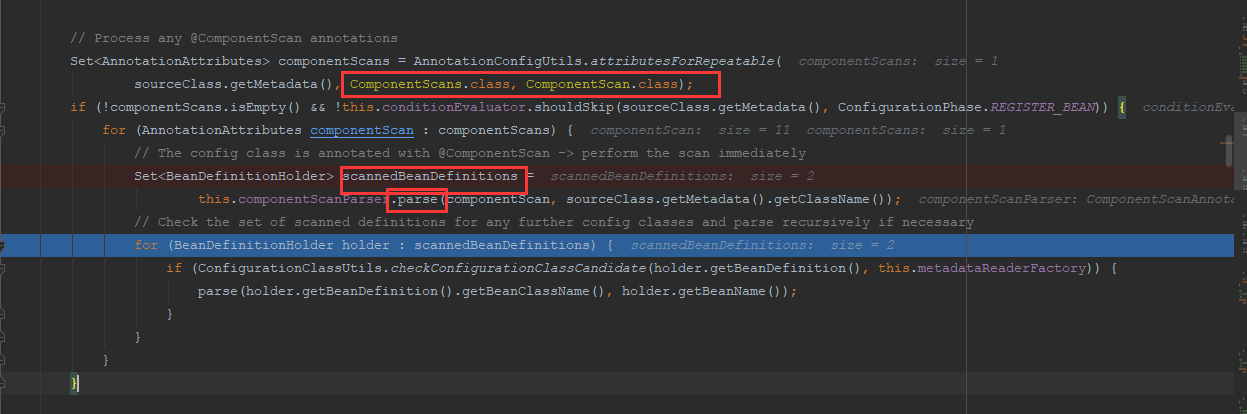 // Process any @ComponentScan annotations
Set<AnnotationAttributes> componentScans = AnnotationConfigUtils.attributesForRepeatable( componentScans: size = 1
sourceClass.getMetadata(), ComponentScans.class, ComponentScan.class);
if (!componentScans.isEmpty() && !this.conditionEvaluator.shouldSkip(sourceClass.getMetadata(), ConfigurationPhase.REGISTER_BEAN)) { conditionEva
for (AnnotationAttributes componentScan : componentScans) { componentScan: size = 11 componentScans: size = 1
// The config class is annotated with @ComponentScan -> perform the scan immediately
Set<BeanDefinitionHolder> scannedBeanDefinitions = scannedBeanDefinitions: size = 2
this.componentScanParser.parse(componentScan, sourceClass.getMetadata().getClassName()); componentScanParser: ComponentScanAnnota
// Check the set of scanned definitions for any further config classes and parse recursively if necessary
for (BeanDefinitionHolder holder : scannedBeanDefinitions) { scannedBeanDefinitions: size = 2
if (ConfigurationClassUtils.checkConfigurationClassCandidate(holder.getBeanDefinition(), this.metadataReaderFactory)) {
parse(holder.getBeanDefinition().getBeanClassName(), holder.getBeanName());
}
}
}
}